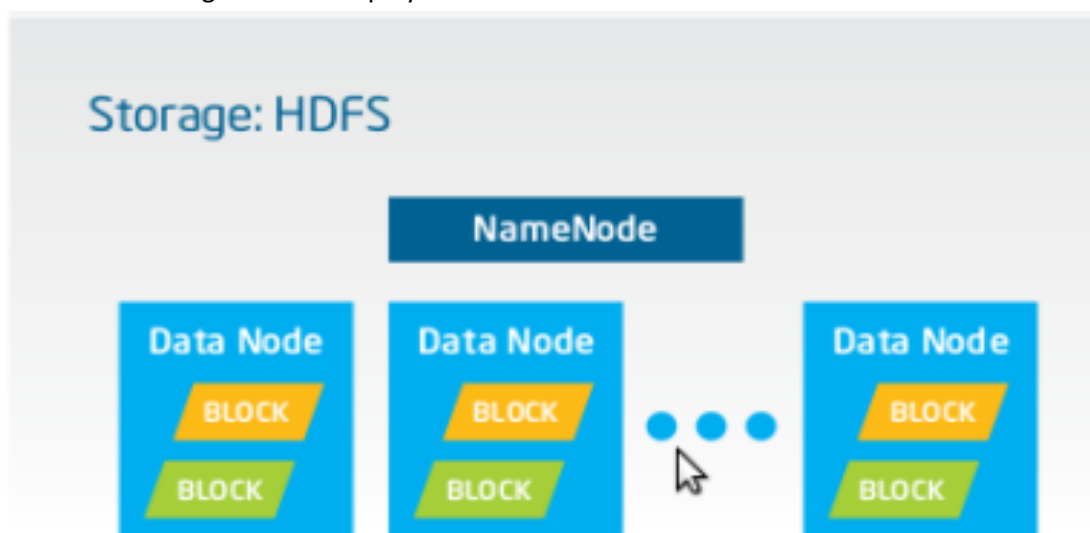 Storage: HDFS
NameNode
Data Node Data Node Data Node
BLOCK BLOCK BLOCK
BLOCK BLOCK BLOCK